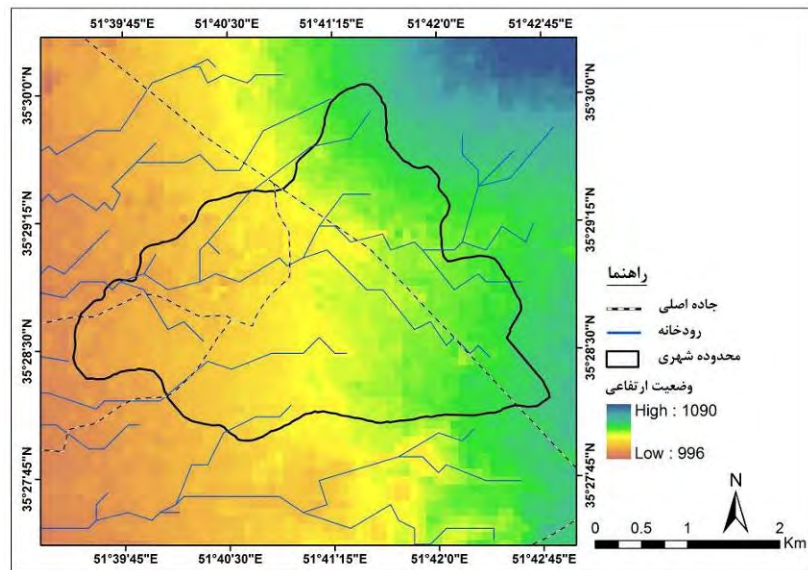 51°39'45"E 51°40'30"E 51°41'15"E 51°42'0"E 51°42'45"E
35°30'0"N 35°30'0"N
35°29'15"N 35°29'15"N
35°28'30"N 35°28'30"N
35°27'45"N 35°27'45"N
راهنما
جاده اصلی
رودخانه
محدوده شهری
وضعیت ارتفاعی
High : 1090
Low : 996
N
0 0.5 1 2
Km
51°39'45"E 51°40'30"E 51°41'15"E 51°42'0"E 51°42'45"E